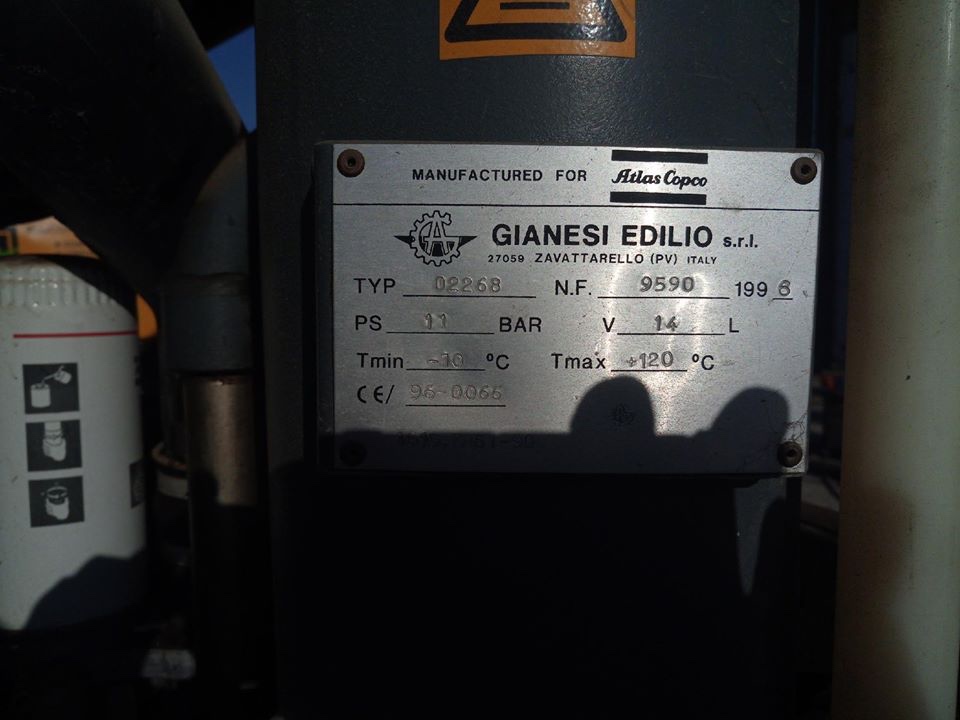 MANUFACTURED FOR Atlas Copco
GIANESI EDILIO s.r.l.
27059 ZAVATTARELLO (PV) ITALY
TYP 02268 N.F. 9590 1996
PS 11 BAR V 14 L
Tmin -10 °C Tmax +120 °C
CE/ 96-0066